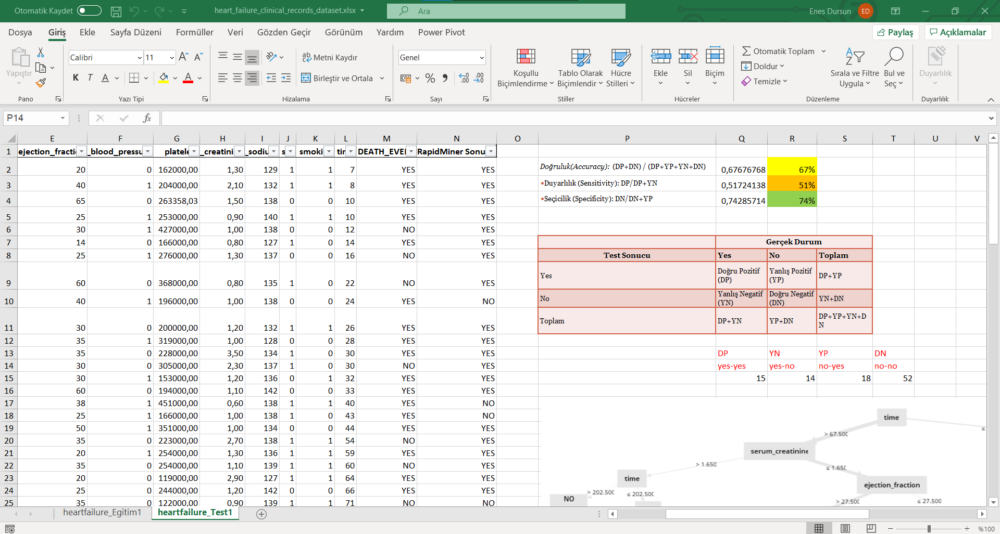 Otomatik Kaydet
heart_failure_clinical_records_dataset.xlsx
Ara
Enes Dursun
ED
Dosya Giriş Ekle Sayfa Düzeni Formüller Veri Gözden Geçir Görünüm Yardım Power Pivot
Paylaş
Açıklamalar
Yapıştır
Pano
Calibri 11
K T A
Yazı Tipi
Metni Kaydır
Birleştir ve Ortala
Hizalama
Genel
Sayı
Koşullu Biçimlendirme
Tablo Olarak Biçimlendir
Hücre Stilleri
Stiller
Ekle
Sil
Biçim
Hücreler
Otomatik Toplam
Doldur
Temizle
Sırala ve Filtre Uygula
Bul ve Seç
Düzenleme
Duyarlılık
Duyarlılık
P14
fx
E F G H I J K L M N O P Q R S T U V
1 ejection_fracti _blood_pressu platele _creatini _sodiu s smoki tir DEATH_EVEI RapidMiner Sonu
2 20 0 162000,00 1,30 129 1 1 7 YES YES Doğruluk(Accuracy): (DP+DN) / (DP+YP+YN+DN) 0,67676768 67%
3 40 1 204000,00 2,10 132 1 1 8 YES YES •Duyarlılık (Sensitivity): DP/DP+YN 0,51724138 51%
4 65 0 263358,03 1,50 138 0 0 10 YES YES •Seçicilik (Specificity): DN/DN+YP 0,74285714 74%
5 25 1 253000,00 0,90 140 1 1 10 YES YES
6 30 1 427000,00 1,00 138 0 0 12 NO YES
7 14 0 166000,00 0,80 127 1 0 14 YES YES Gerçek Durum
8 25 1 276000,00 1,30 137 0 0 16 NO YES Test Sonucu Yes No Toplam
9 60 0 368000,00 0,80 135 1 0 22 NO YES Yes Doğru Pozitif (DP) Yanlış Pozitif (YP) DP+YP
10 40 1 196000,00 1,00 138 0 0 24 YES NO No Yanlış Negatif (YN) Doğru Negatif (DN) YN+DN
11 30 0 200000,00 1,20 132 1 1 26 YES YES Toplam DP+YN YP+DN DP+YP+YN+DN
12 35 1 319000,00 1,00 128 0 0 28 YES YES
13 35 0 228000,00 3,50 134 1 0 30 YES YES DP YN YP DN
14 30 0 305000,00 2,30 137 1 0 30 NO YES yes-yes yes-no no-yes no-no
15 30 1 153000,00 1,20 136 0 1 32 YES YES 15 14 18 52
16 60 0 194000,00 1,10 142 0 0 33 YES YES
17 38 1 451000,00 0,60 138 1 1 40 YES NO
18 25 1 166000,00 1,00 138 1 0 43 YES NO
19 50 1 351000,00 1,00 134 0 0 44 YES YES
20 35 0 223000,00 2,70 138 1 1 54 NO YES
21 20 1 254000,00 1,30 136 1 1 59 YES YES
22 35 0 254000,00 1,10 139 1 1 60 NO YES
23 20 0 119000,00 2,90 127 1 1 64 YES YES
24 25 0 244000,00 1,20 142 0 0 66 YES YES
25 35 0 122000,00 0,90 139 1 1 71 NO NO
time
> 67.500
≤
serum_creatinine
> 1.650
≤ 1.650
time
ejection_fraction
> 202.500
≤ 202.500
NO
> 27.500
≤ 27.500
heartfailure_Egitim1
heartfailure_Test1
%100